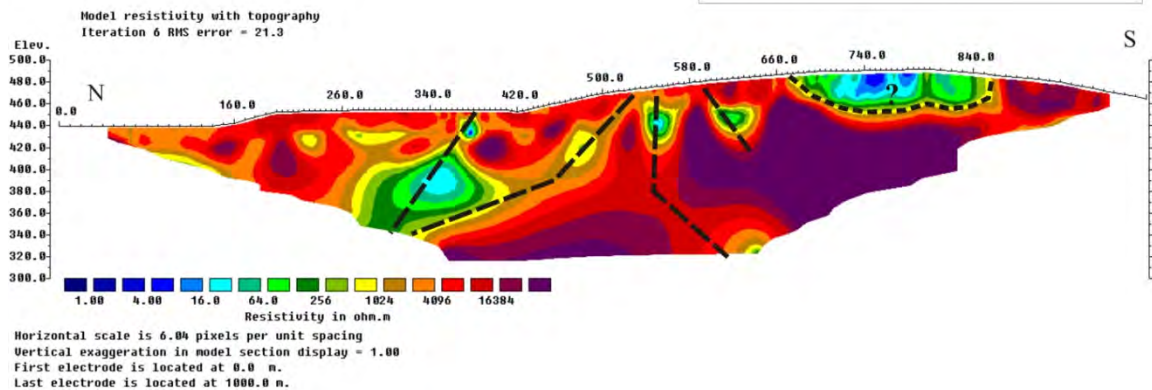 Model resistivity with topography
Iteration 6 RMS error = 21.3
Elev.
S
N
500.0
480.0
460.0
440.0
420.0
400.0
380.0
360.0
340.0
320.0
300.0
0.0 160.0 260.0 340.0 420.0 500.0 580.0 660.0 740.0 840.0
?
1.00 4.00 16.0 64.0 256 1024 4096 16384
Resistivity in ohm.m
Horizontal scale is 6.04 pixels per unit spacing
Vertical exaggeration in model section display = 1.00
First electrode is located at 0.0 m.
Last electrode is located at 1000.0 m.